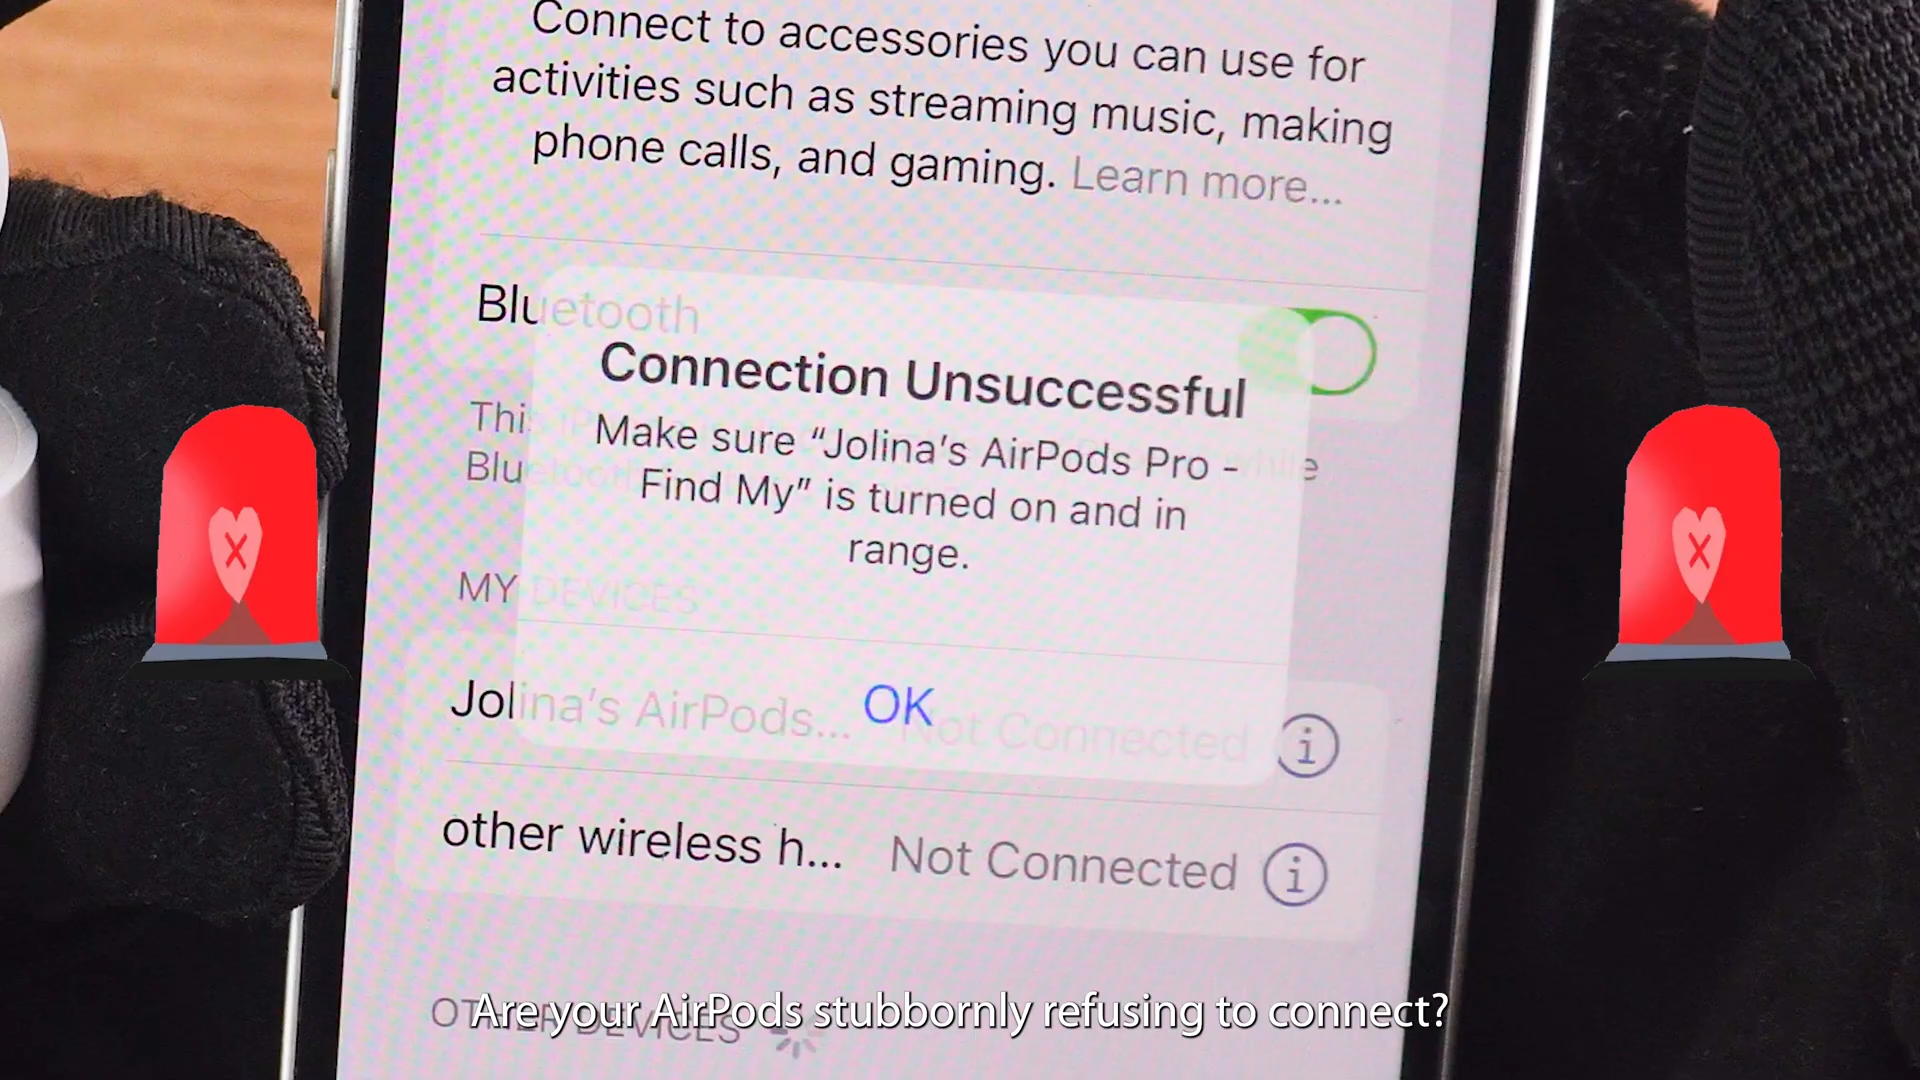 Connect to accessories you can use for
activities such as streaming music, making
phone calls, and gaming. Learn more...
Bluetooth
Connection Unsuccessful
Make sure “Jolina’s AirPods Pro -
Find My” is turned on and in
range.
MY DEVICES
Jolina’s AirPods... Not Connected
OK
other wireless h... Not Connected
OTHER DEVICES
Are your AirPods stubbornly refusing to connect?